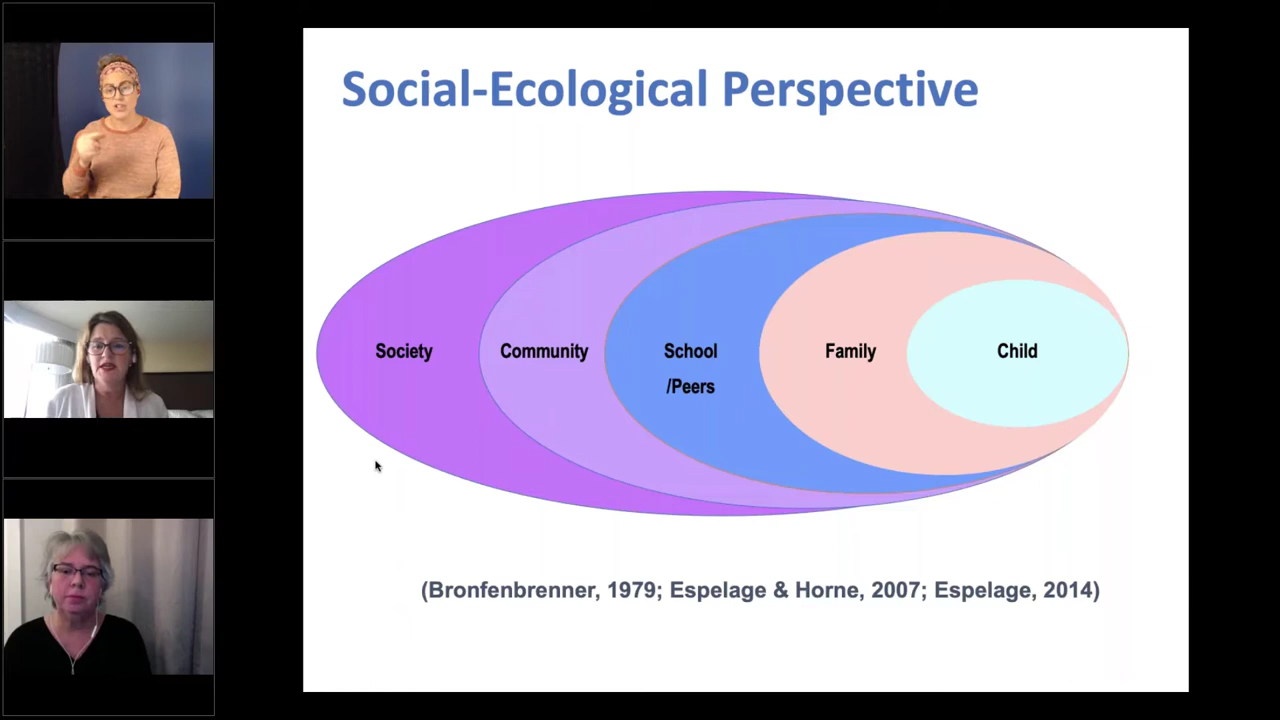 Social-Ecological Perspective
Society
Community
School
/Peers
Family
Child
(Bronfenbrenner, 1979; Espelage & Horne, 2007; Espelage, 2014)